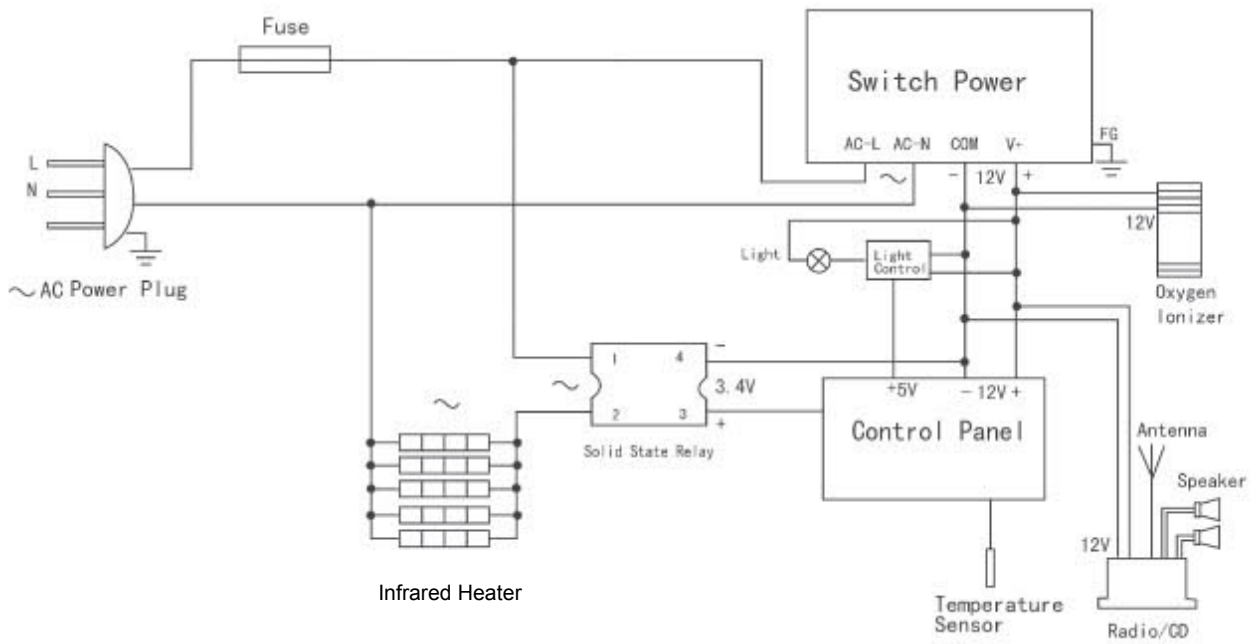 Fuse
Switch Power
AC-L AC-N COM V+
FG
~
- 12V +
L
N
12V
~ AC Power Plug
Light
Light
Control
Oxygen
Ionizer
1 4 -
~
3.4V
2 3 +
Solid State Relay
+5V - 12V +
Control Panel
~
Antenna
Speaker
12V
Infrared Heater
Temperature
Sensor
Radio/CD